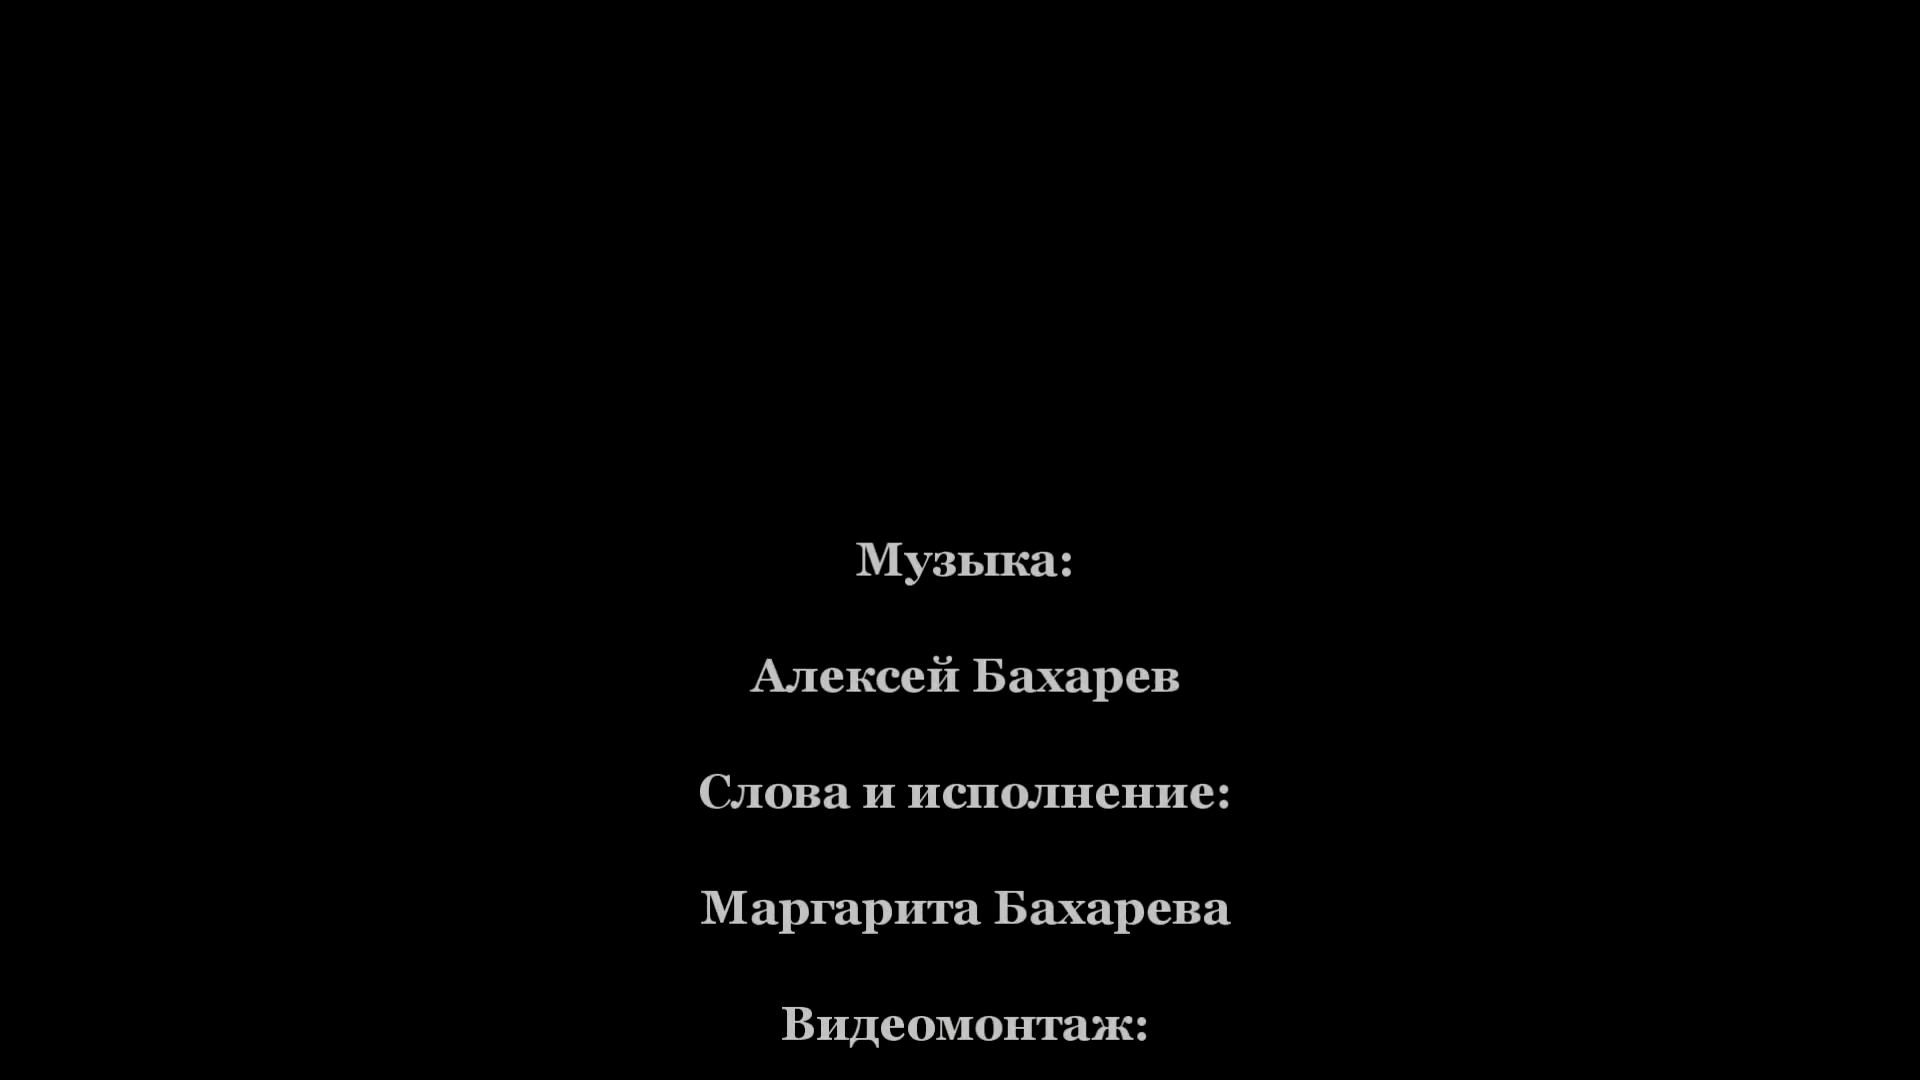 Музыка:
Алексей Бахарев
Слова и исполнение:
Маргарита Бахарева
Видеомонтаж: